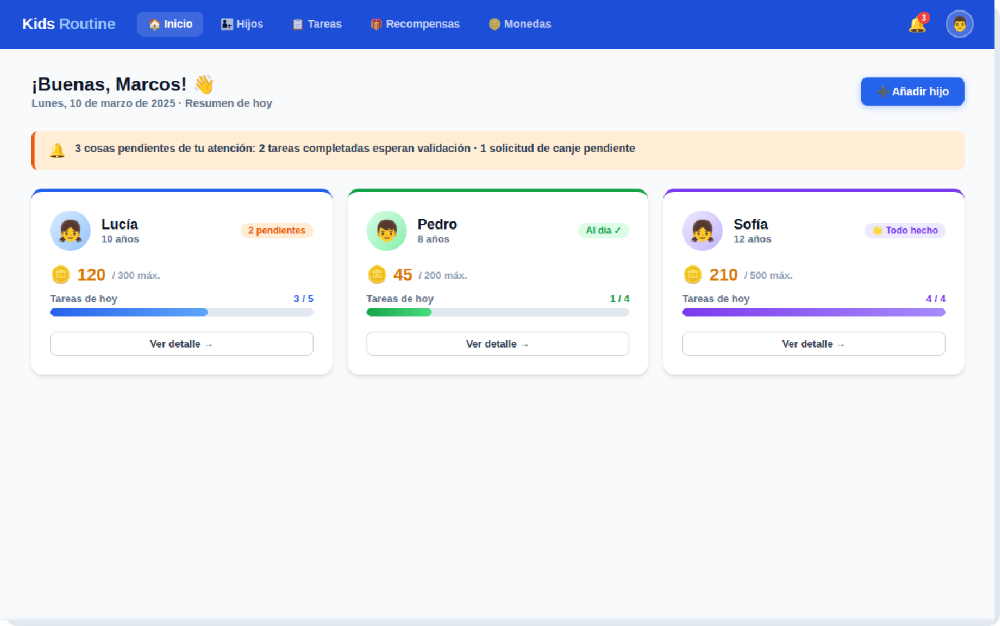 Kids Routine
🏠 Inicio
👨‍👧 Hijos
📋 Tareas
🎁 Recompensas
🪙 Monedas
🔔 3
¡Buenas, Marcos! 👋
Lunes, 10 de marzo de 2025 · Resumen de hoy
➕ Añadir hijo
🔔 3 cosas pendientes de tu atención: 2 tareas completadas esperan validación · 1 solicitud de canje pendiente
Lucía
10 años
2 pendientes
🪙 120 / 300 máx.
Tareas de hoy 3 / 5
Ver detalle →
Pedro
8 años
Al día ✓
🪙 45 / 200 máx.
Tareas de hoy 1 / 4
Ver detalle →
Sofía
12 años
🌟 Todo hecho
🪙 210 / 500 máx.
Tareas de hoy 4 / 4
Ver detalle →